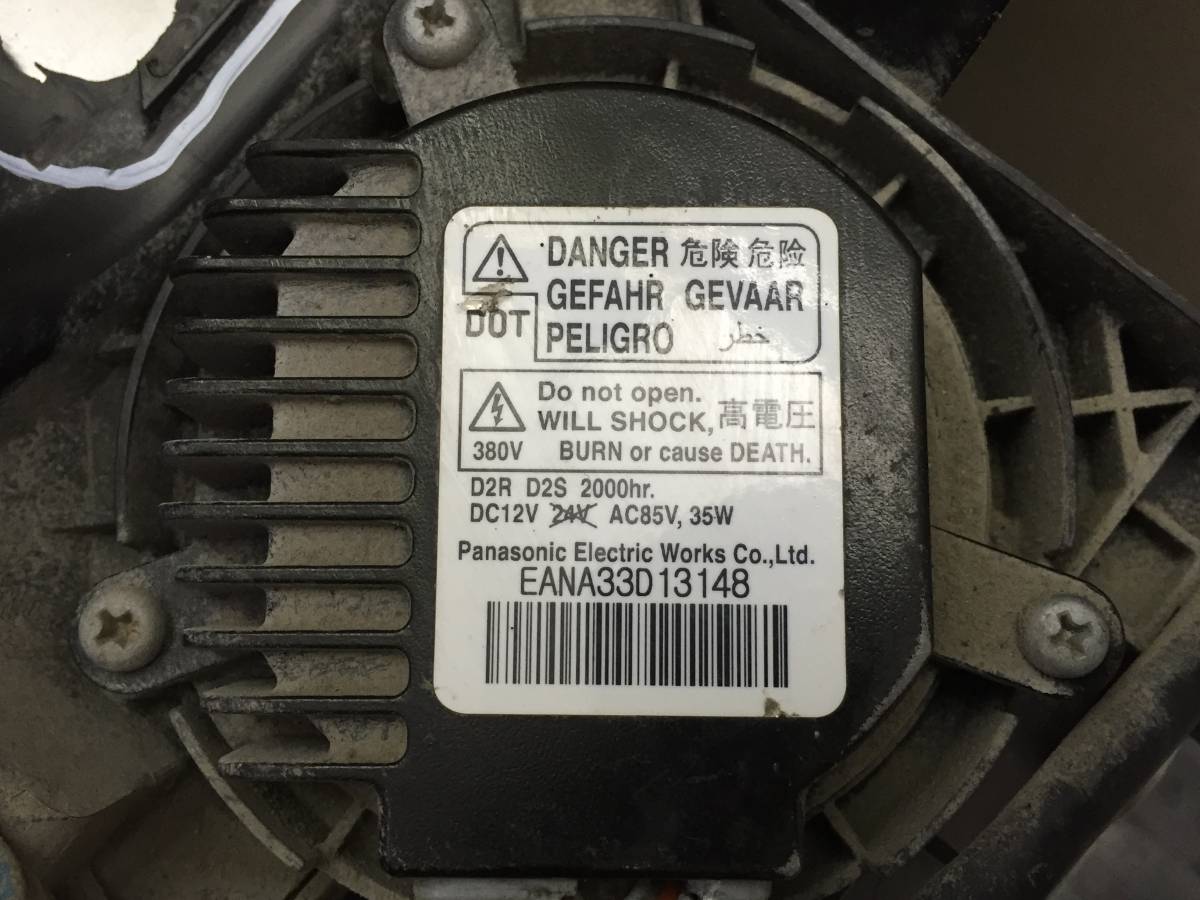 DANGER 危険 危险
GEFAHR GEVAAR
DOT
PELIGRO خطر
Do not open.
WILL SHOCK, 高電圧
380V BURN or cause DEATH.
D2R D2S 2000hr.
DC12V 24V AC85V, 35W
Panasonic Electric Works Co.,Ltd.
EANA33D13148